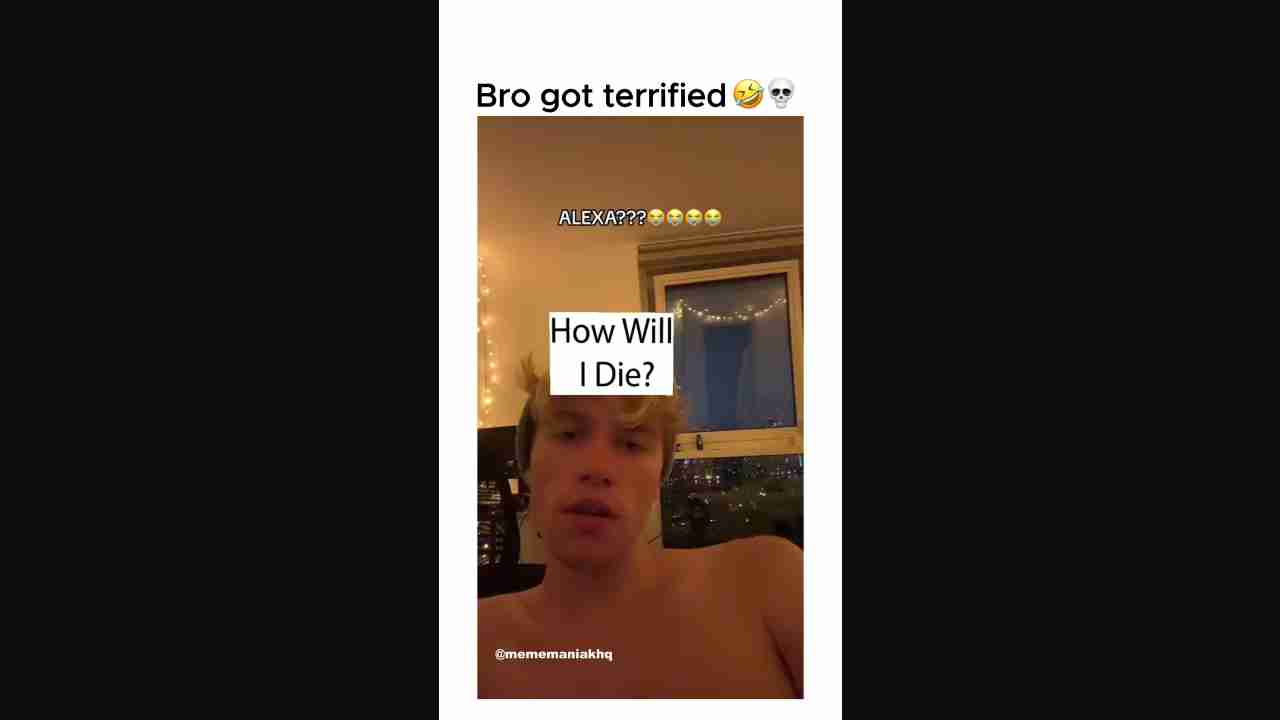 Bro got terrified🤣💀
ALEXA???😭😭😭😭
How Will
I Die?
@mememaniakhq